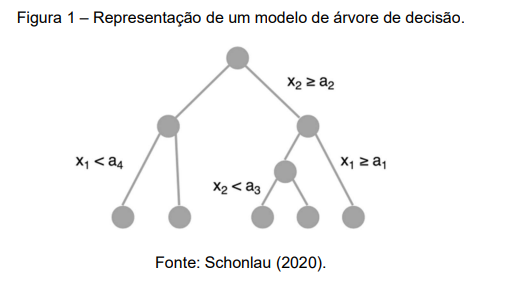 Figura 1 – Representação de um modelo de árvore de decisão.
x₂ ≥ a₂
x₁ < a₄
x₁ ≥ a₁
x₂ < a₃
Fonte: Schonlau (2020).